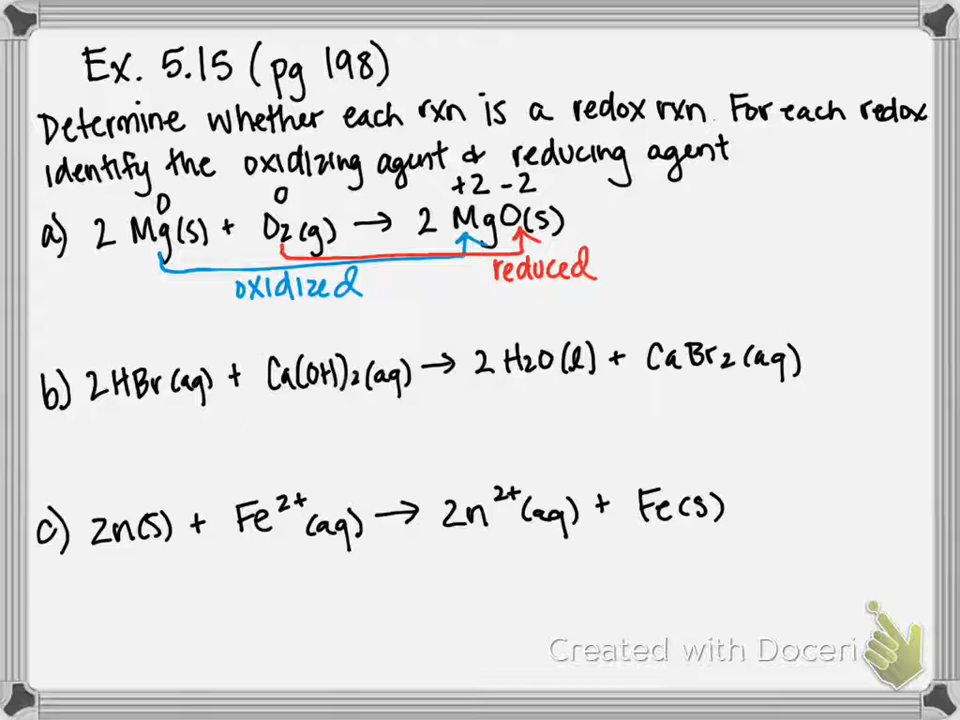 Ex. 5.15 (pg 198)
Determine whether each rxn is a redox rxn. For each redox
identify the oxidizing agent & reducing agent
0 0 +2 -2
a) 2 Mg(s) + O₂(g) → 2 MgO(s)
oxidized reduced
b) 2HBr(aq) + Ca(OH)₂(aq) → 2 H₂O(l) + CaBr₂(aq)
c) Zn(s) + Fe²⁺(aq) → Zn²⁺(aq) + Fe(s)
Created with Doceri